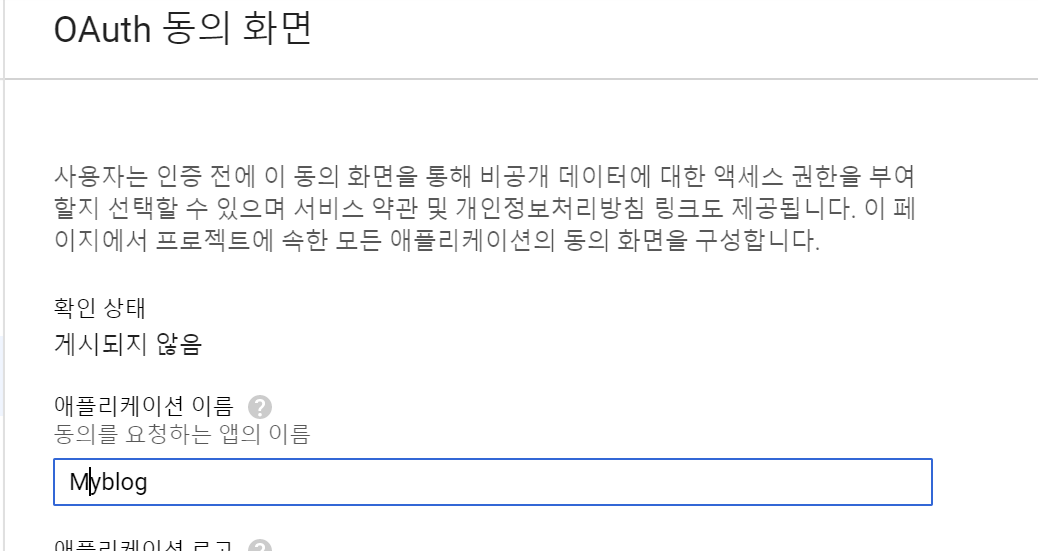 OAuth 동의 화면
사용자는 인증 전에 이 동의 화면을 통해 비공개 데이터에 대한 액세스 권한을 부여
할지 선택할 수 있으며 서비스 약관 및 개인정보처리방침 링크도 제공됩니다. 이 페
이지에서 프로젝트에 속한 모든 애플리케이션의 동의 화면을 구성합니다.
확인 상태
게시되지 않음
애플리케이션 이름 ?
동의를 요청하는 앱의 이름
Myblog
애플리케이션 로고 ?